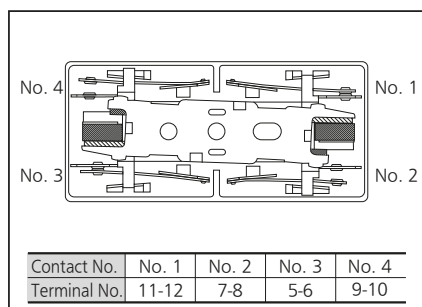 No. 4
No. 1
No. 3
No. 2
Contact No. No. 1 No. 2 No. 3 No. 4
Terminal No. 11-12 7-8 5-6 9-10